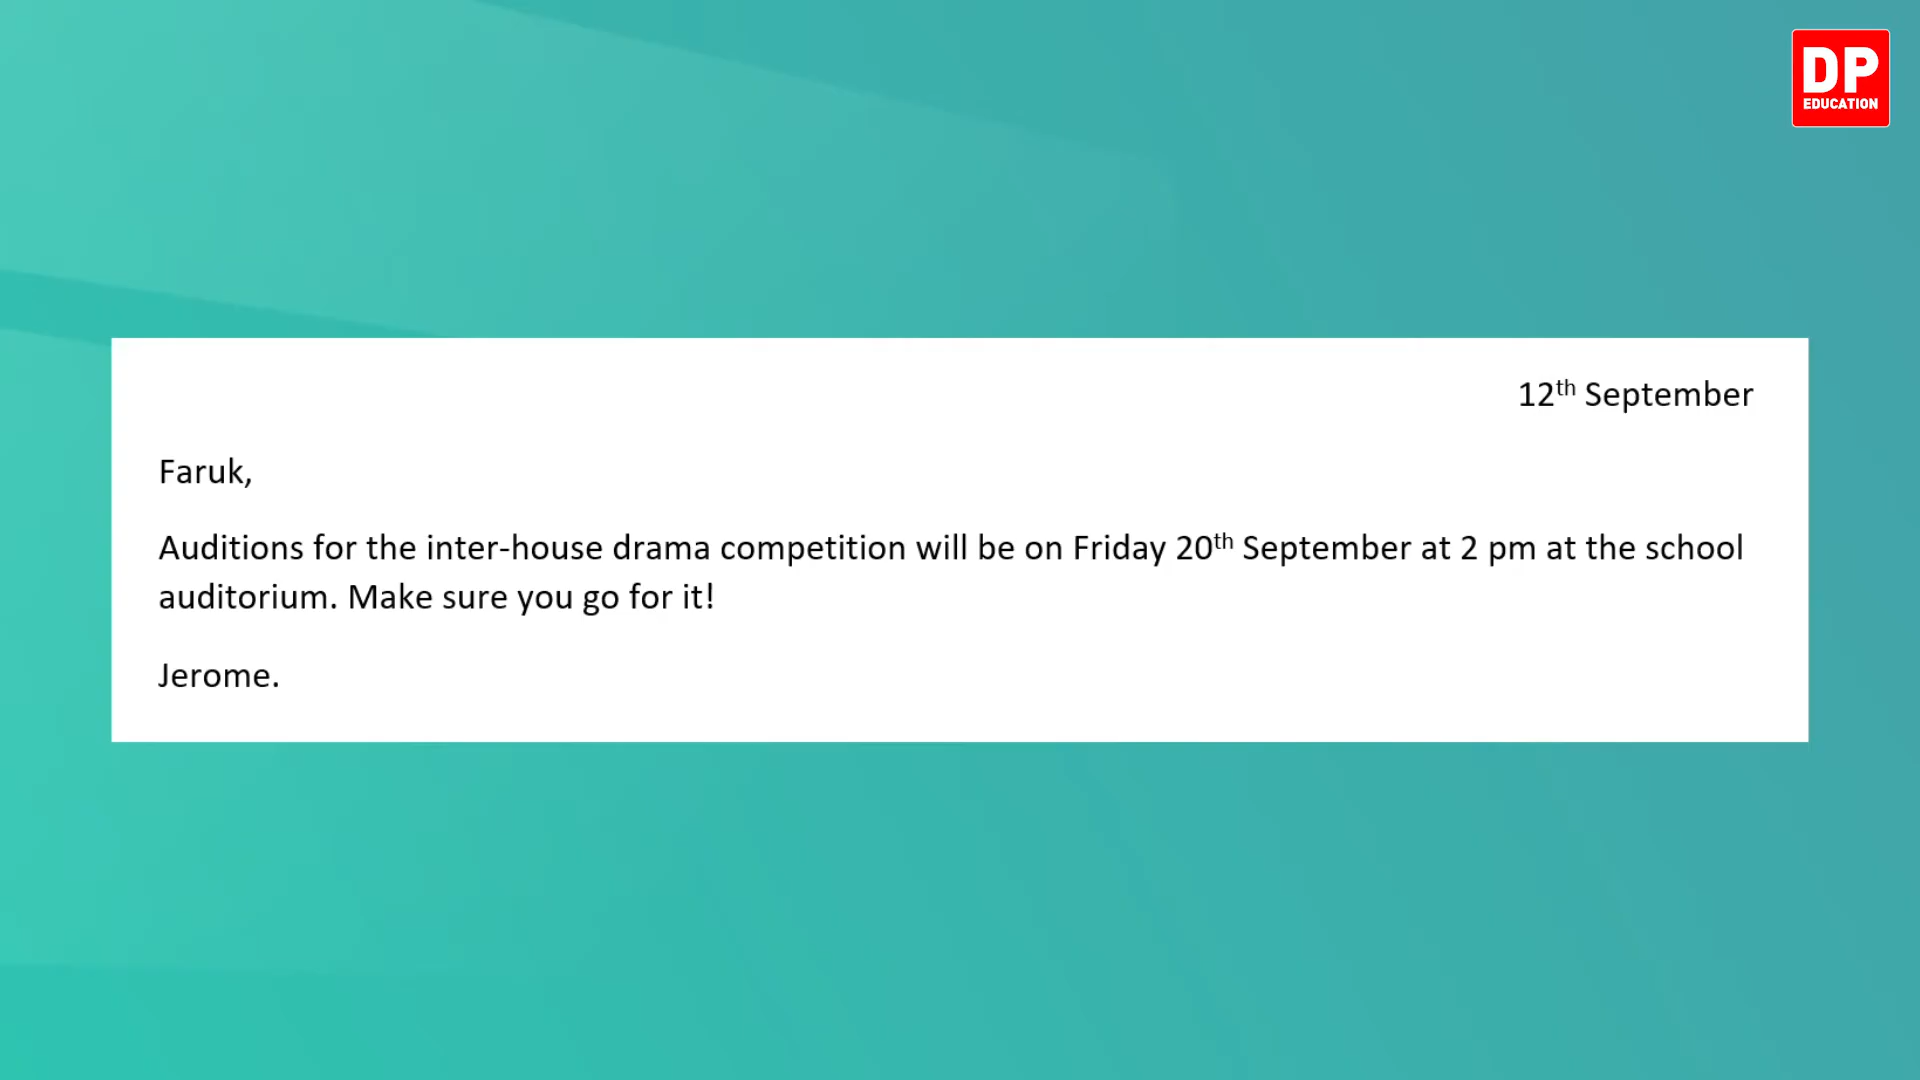 DP
EDUCATION
12th September
Faruk,
Auditions for the inter-house drama competition will be on Friday 20th September at 2 pm at the school
auditorium. Make sure you go for it!
Jerome.